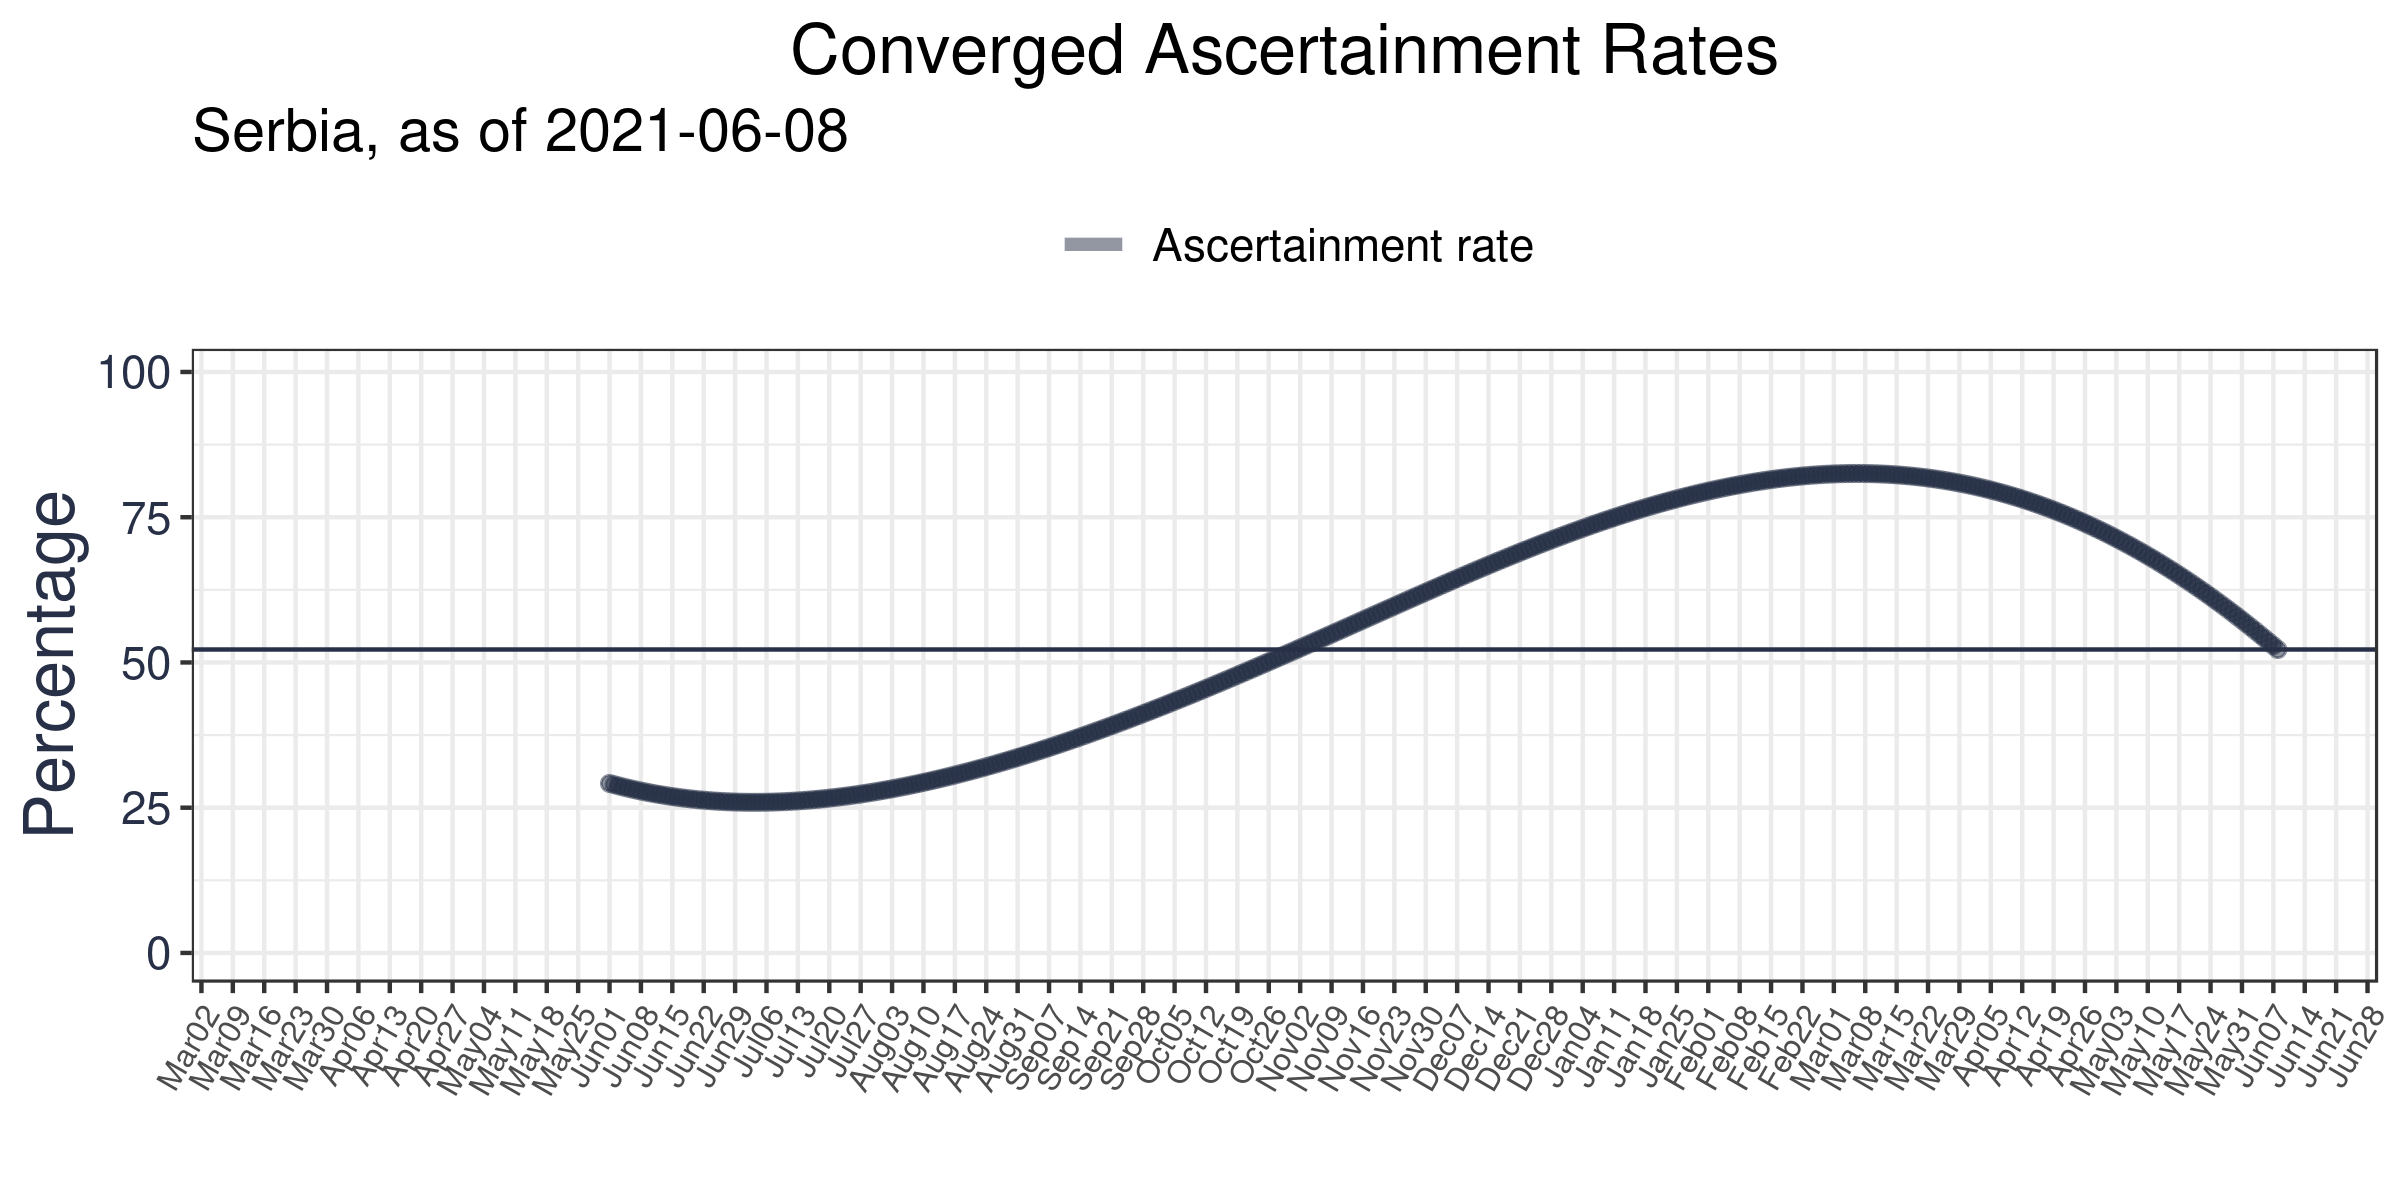 Converged Ascertainment Rates
Serbia, as of 2021-06-08
Ascertainment rate
Percentage
100
75
50
25
0
Mar02 Mar09 Mar16 Mar23 Mar30 Apr06 Apr13 Apr20 Apr27 May04 May11 May18 May25 Jun01 Jun08 Jun15 Jun22 Jun29 Jul06 Jul13 Jul20 Jul27 Aug03 Aug10 Aug17 Aug24 Aug31 Sep07 Sep14 Sep21 Sep28 Oct05 Oct12 Oct19 Oct26 Nov02 Nov09 Nov16 Nov23 Nov30 Dec07 Dec14 Dec21 Dec28 Jan04 Jan11 Jan18 Jan25 Feb01 Feb08 Feb15 Feb22 Mar01 Mar08 Mar15 Mar22 Mar29 Apr05 Apr12 Apr19 Apr26 May03 May10 May17 May24 May31 Jun07 Jun14 Jun21 Jun28